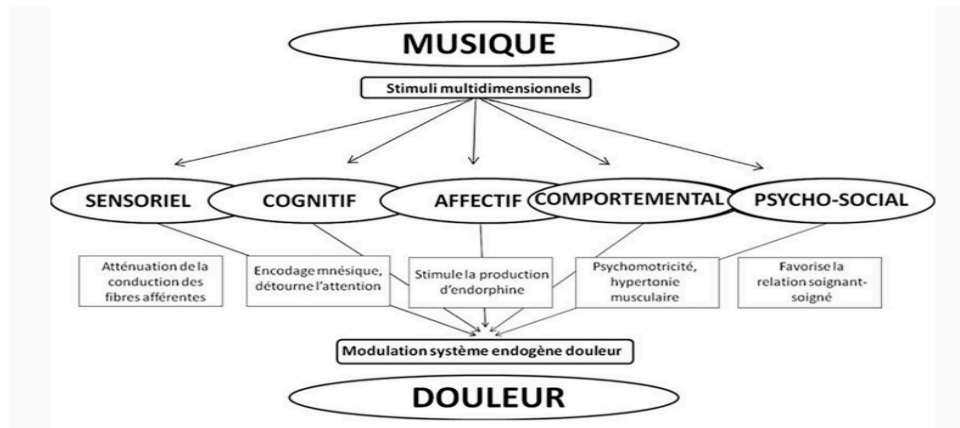 MUSIQUE
Stimuli multidimensionnels
SENSORIEL
COGNITIF
AFFECTIF
COMPORTEMENTAL
PSYCHO-SOCIAL
Atténuation de la
conduction des
fibres afférentes
Encodage mnésique,
détourne l'attention
Stimule la production
d'endorphine
Psychomotricité,
hypertonie
musculaire
Favorise la
relation soignant-
soigné
Modulation système endogène douleur
DOULEUR